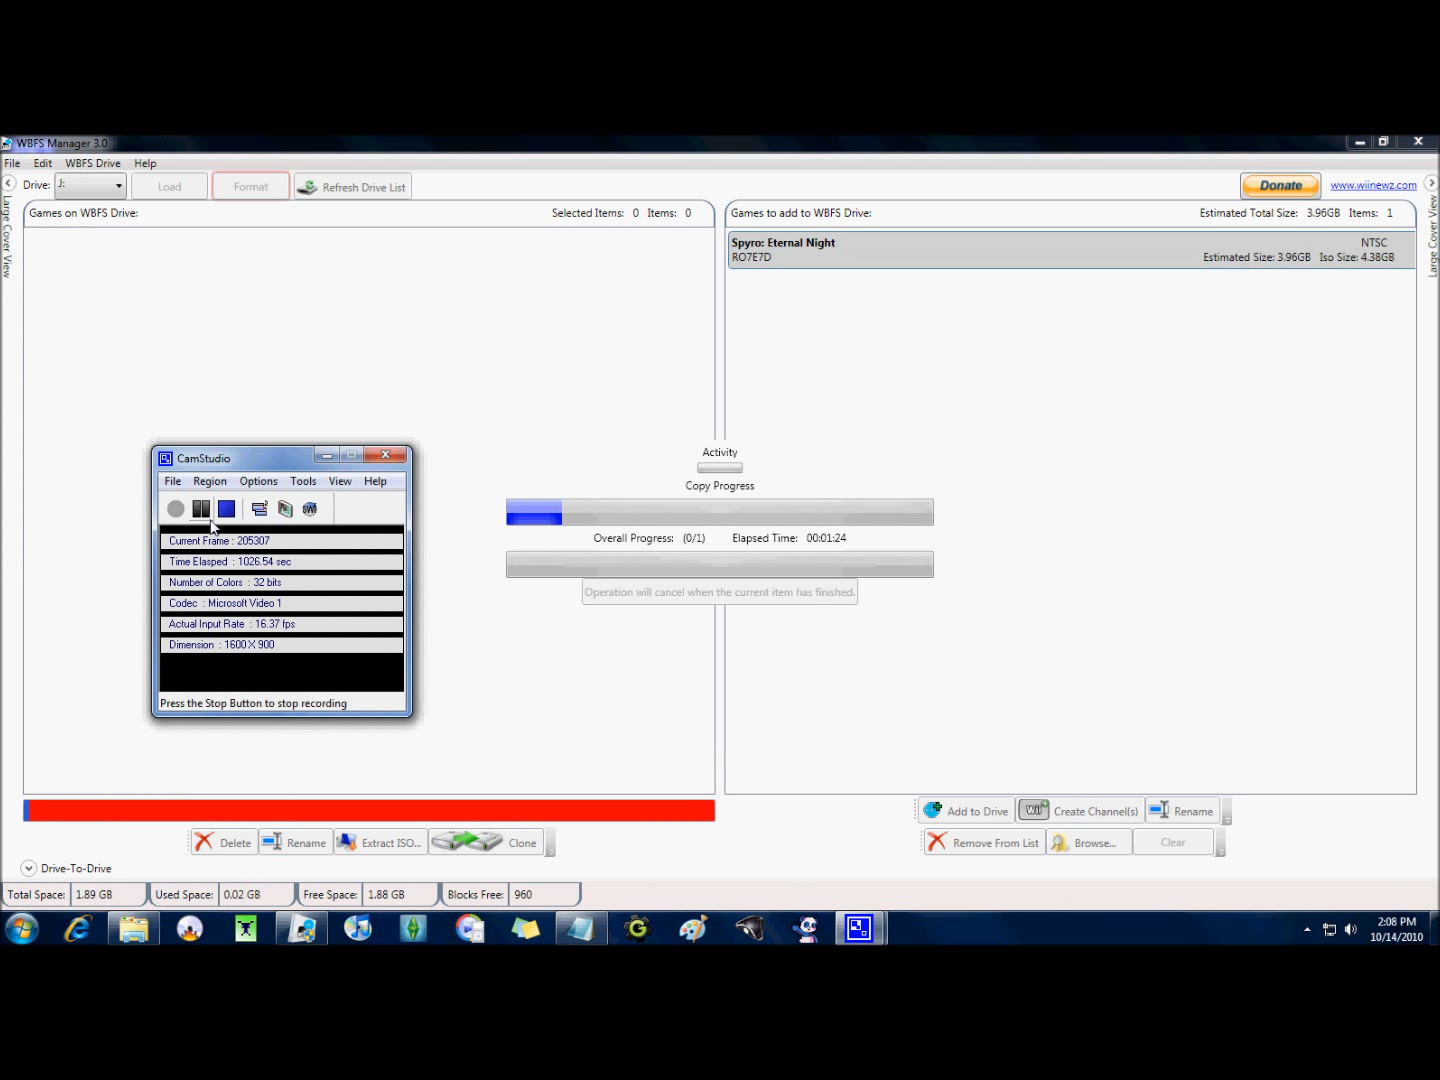 WBFS Manager 3.0
File Edit WBFS Drive Help
Drive: J: Load Format Refresh Drive List Donate www.wiinewz.com
Large Cover View
Large Cover View
Games on WBFS Drive: Selected Items: 0 Items: 0
Games to add to WBFS Drive: Estimated Total Size: 3.96GB Items: 1
Spyro: Eternal Night NTSC
RO7E7D Estimated Size: 3.96GB Iso Size: 4.38GB
Activity
Copy Progress
Overall Progress: (0/1) Elapsed Time: 00:01:24
Operation will cancel when the current item has finished.
CamStudio
File Region Options Tools View Help
Current Frame : 205307
Time Elasped : 1026.54 sec
Number of Colors : 32 bits
Codec : Microsoft Video 1
Actual Input Rate : 16.37 fps
Dimension : 1600 X 900
Press the Stop Button to stop recording
Add to Drive Wii Create Channel(s) Rename
Delete Rename Extract ISO... Clone
Remove From List Browse... Clear
Drive-To-Drive
Total Space: 1.89 GB Used Space: 0.02 GB Free Space: 1.88 GB Blocks Free: 960
2:08 PM
10/14/2010